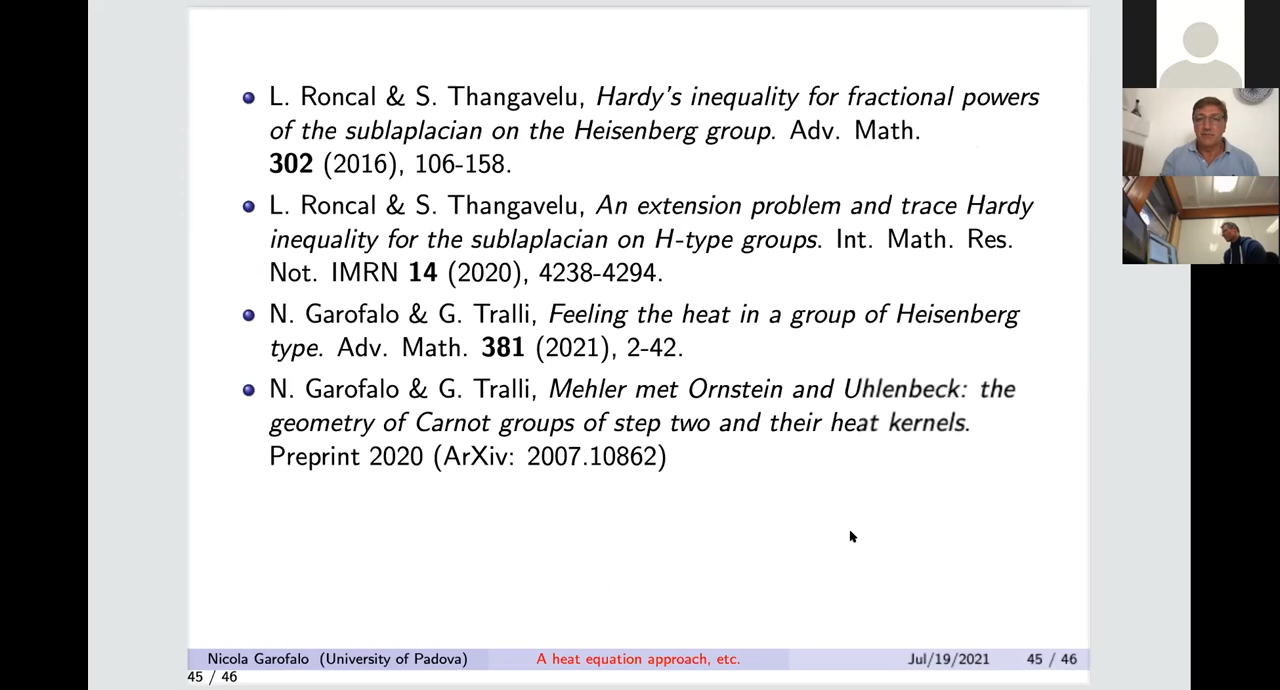 L. Roncal & S. Thangavelu, Hardy's inequality for fractional powers
of the sublaplacian on the Heisenberg group. Adv. Math.
302 (2016), 106-158.
L. Roncal & S. Thangavelu, An extension problem and trace Hardy
inequality for the sublaplacian on H-type groups. Int. Math. Res.
Not. IMRN 14 (2020), 4238-4294.
N. Garofalo & G. Tralli, Feeling the heat in a group of Heisenberg
type. Adv. Math. 381 (2021), 2-42.
N. Garofalo & G. Tralli, Mehler met Ornstein and Uhlenbeck: the
geometry of Carnot groups of step two and their heat kernels.
Preprint 2020 (ArXiv: 2007.10862)
Nicola Garofalo (University of Padova) A heat equation approach, etc. Jul/19/2021 45 / 46
45 / 46